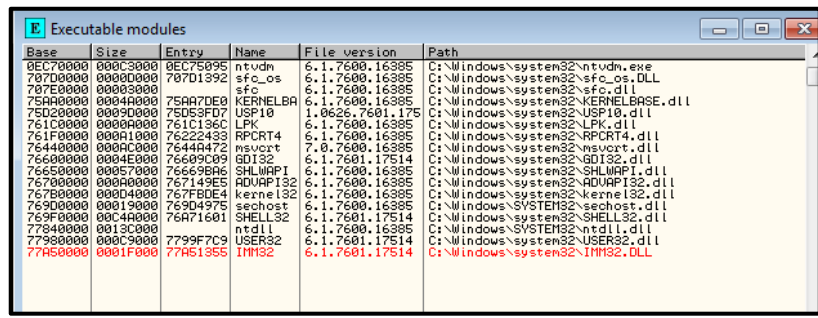 E Executable modules
Base Size Entry Name File version Path
0EC70000 000C3000 0EC75095 ntvdm 6.1.7600.16385 C:\Windows\system32\ntvdm.exe
707D0000 0000D000 707D1392 sfc_os 6.1.7600.16385 C:\Windows\system32\sfc_os.DLL
707E0000 00003000 sfc 6.1.7600.16385 C:\Windows\system32\sfc.dll
75AA0000 0004A000 75AA7DE0 KERNELBA 6.1.7600.16385 C:\Windows\system32\KERNELBASE.dll
75D20000 0009D000 75D53FD7 USP10 1.0626.7601.175 C:\Windows\system32\USP10.dll
761C0000 0000A000 761C136C LPK 6.1.7600.16385 C:\Windows\system32\LPK.dll
761F0000 000A1000 76222433 RPCRT4 6.1.7600.16385 C:\Windows\system32\RPCRT4.dll
76440000 000AC000 7644A472 msvcrt 7.0.7600.16385 C:\Windows\system32\msvcrt.dll
76600000 0004E000 76609C09 GDI32 6.1.7601.17514 C:\Windows\system32\GDI32.dll
76650000 00057000 76669BA6 SHLWAPI 6.1.7600.16385 C:\Windows\system32\SHLWAPI.dll
76700000 000A0000 767149E5 ADVAPI32 6.1.7600.16385 C:\Windows\system32\ADVAPI32.dll
767B0000 000D4000 767FBDE4 kernel32 6.1.7600.16385 C:\Windows\system32\kernel32.dll
769D0000 00019000 769D4975 sechost 6.1.7600.16385 C:\Windows\SYSTEM32\sechost.dll
769F0000 00C4A000 76A71601 SHELL32 6.1.7601.17514 C:\Windows\system32\SHELL32.dll
77840000 0013C000 ntdll 6.1.7600.16385 C:\Windows\SYSTEM32\ntdll.dll
77980000 000C9000 7799F7C9 USER32 6.1.7601.17514 C:\Windows\system32\USER32.dll
77A50000 0001F000 77A51355 IMM32 6.1.7601.17514 C:\Windows\system32\IMM32.DLL